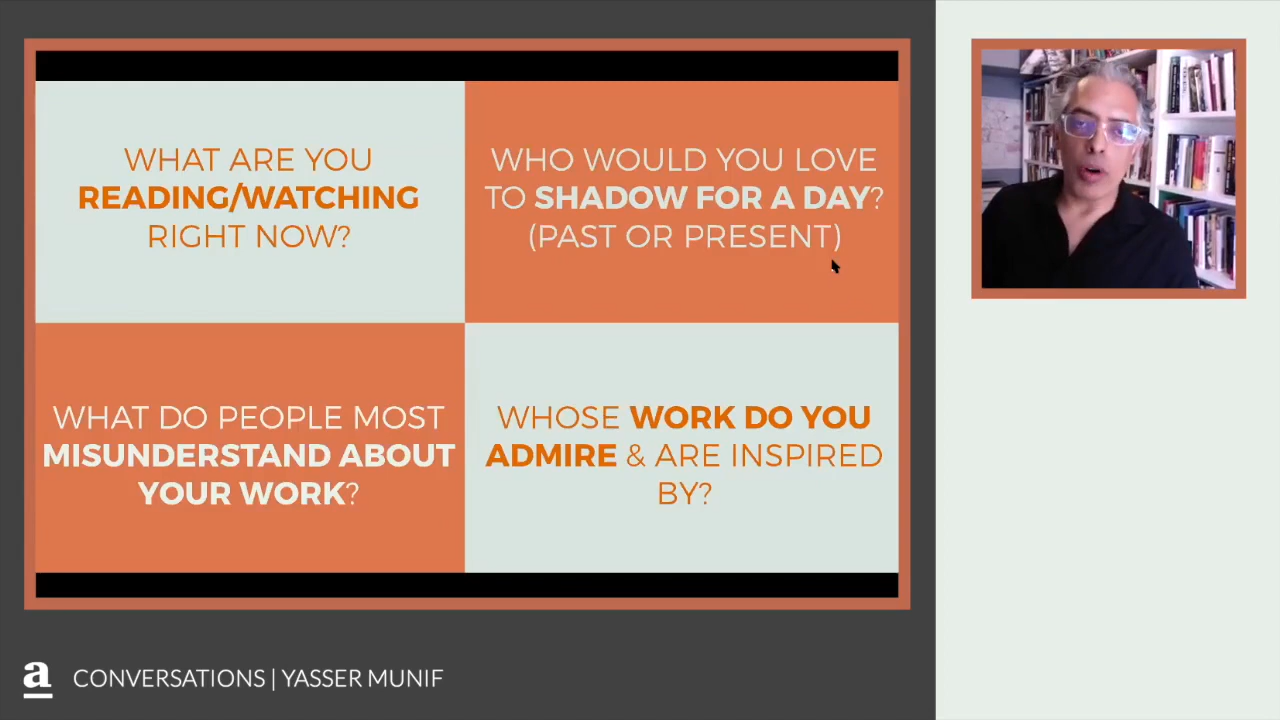 WHAT ARE YOU
READING/WATCHING
RIGHT NOW?
WHO WOULD YOU LOVE
TO SHADOW FOR A DAY?
(PAST OR PRESENT)
WHAT DO PEOPLE MOST
MISUNDERSTAND ABOUT
YOUR WORK?
WHOSE WORK DO YOU
ADMIRE & ARE INSPIRED
BY?
a CONVERSATIONS | YASSER MUNIF